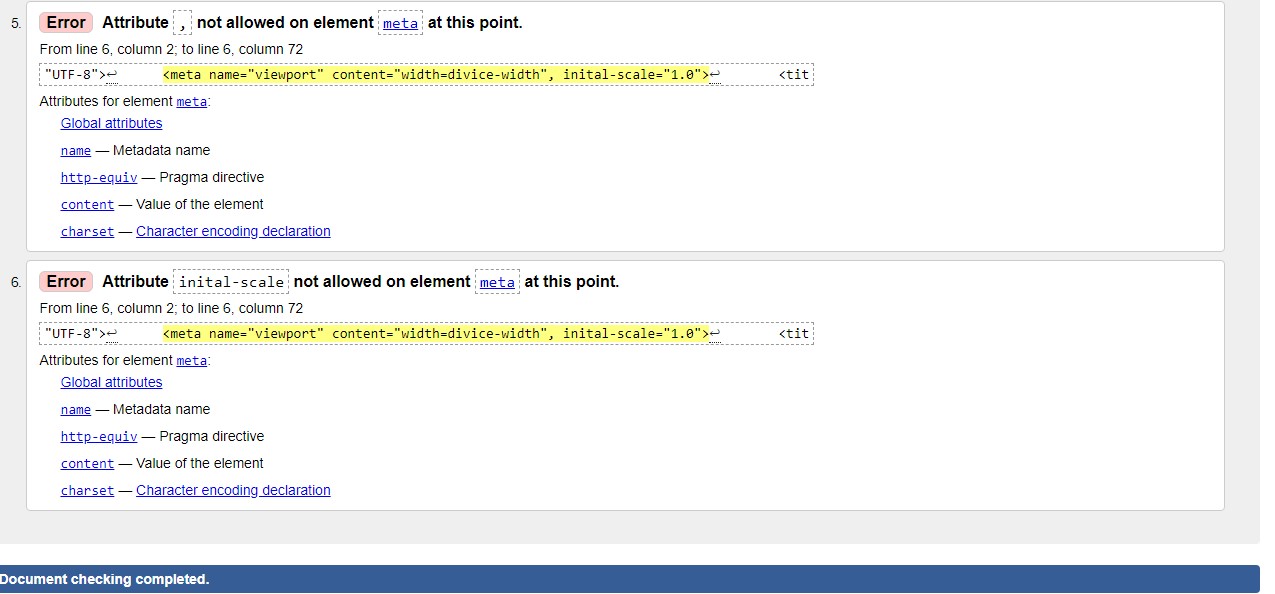 5. Error Attribute , not allowed on element meta at this point.
From line 6, column 2; to line 6, column 72
"UTF-8">↩ <meta name="viewport" content="width=divice-width", inital-scale="1.0">↩ <tit
Attributes for element meta:
Global attributes
name — Metadata name
http-equiv — Pragma directive
content — Value of the element
charset — Character encoding declaration
6. Error Attribute inital-scale not allowed on element meta at this point.
From line 6, column 2; to line 6, column 72
"UTF-8">↩ <meta name="viewport" content="width=divice-width", inital-scale="1.0">↩ <tit
Attributes for element meta:
Global attributes
name — Metadata name
http-equiv — Pragma directive
content — Value of the element
charset — Character encoding declaration
Document checking completed.